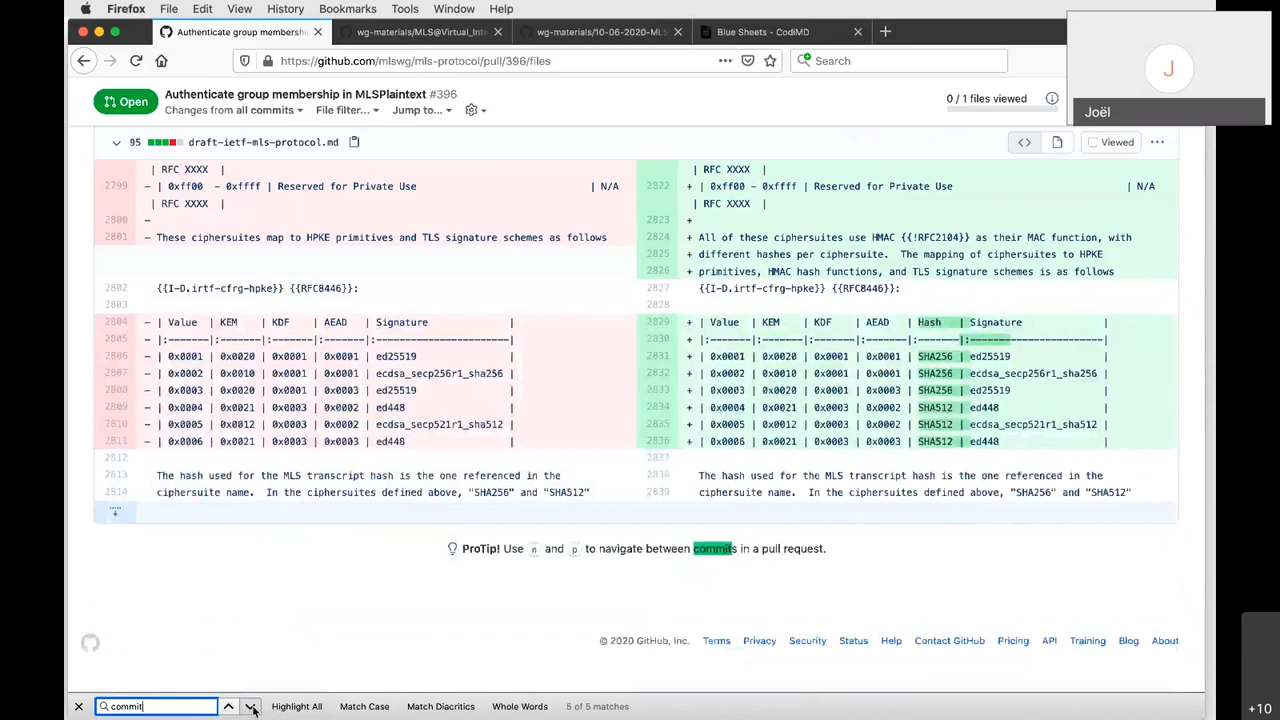 Firefox File Edit View History Bookmarks Tools Window Help
Authenticate group membershi
wg-materials/MLS@Virtual_Inte
wg-materials/10-06-2020-MLS
Blue Sheets - CodiMD
https://github.com/mlswg/mls-protocol/pull/396/files
Search
J
Joël
Open
Authenticate group membership in MLSPlaintext #396
Changes from all commits File filter... Jump to...
0 / 1 files viewed
95 draft-ietf-mls-protocol.md
Viewed
| RFC XXXX |
2799 - | 0xff00 - 0xffff | Reserved for Private Use | N/A
| RFC XXXX |
2800 -
2801 - These ciphersuites map to HPKE primitives and TLS signature schemes as follows
2802 {{I-D.irtf-cfrg-hpke}} {{RFC8446}}:
2803
2804 - | Value | KEM | KDF | AEAD | Signature |
2805 - |:-------|:-------|:-------|:-------|:-------------------------|
2806 - | 0x0001 | 0x0020 | 0x0001 | 0x0001 | ed25519 |
2807 - | 0x0002 | 0x0010 | 0x0001 | 0x0001 | ecdsa_secp256r1_sha256 |
2808 - | 0x0003 | 0x0020 | 0x0001 | 0x0003 | ed25519 |
2809 - | 0x0004 | 0x0021 | 0x0003 | 0x0002 | ed448 |
2810 - | 0x0005 | 0x0012 | 0x0003 | 0x0002 | ecdsa_secp521r1_sha512 |
2811 - | 0x0006 | 0x0021 | 0x0003 | 0x0003 | ed448 |
2812
2813 The hash used for the MLS transcript hash is the one referenced in the
2814 ciphersuite name. In the ciphersuites defined above, "SHA256" and "SHA512"
| RFC XXXX |
2822 + | 0xff00 - 0xffff | Reserved for Private Use | N/A
| RFC XXXX |
2823 +
2824 + All of these ciphersuites use HMAC {{!RFC2104}} as their MAC function, with
2825 + different hashes per ciphersuite. The mapping of ciphersuites to HPKE
2826 + primitives, HMAC hash functions, and TLS signature schemes is as follows
2827 {{I-D.irtf-cfrg-hpke}} {{RFC8446}}:
2828
2829 + | Value | KEM | KDF | AEAD | Hash | Signature |
2830 + |:-------|:-------|:-------|:-------|:-------|:-------------------------|
2831 + | 0x0001 | 0x0020 | 0x0001 | 0x0001 | SHA256 | ed25519 |
2832 + | 0x0002 | 0x0010 | 0x0001 | 0x0001 | SHA256 | ecdsa_secp256r1_sha256 |
2833 + | 0x0003 | 0x0020 | 0x0001 | 0x0003 | SHA256 | ed25519 |
2834 + | 0x0004 | 0x0021 | 0x0003 | 0x0002 | SHA512 | ed448 |
2835 + | 0x0005 | 0x0012 | 0x0003 | 0x0002 | SHA512 | ecdsa_secp521r1_sha512 |
2836 + | 0x0006 | 0x0021 | 0x0003 | 0x0003 | SHA512 | ed448 |
2837
2838 The hash used for the MLS transcript hash is the one referenced in the
2839 ciphersuite name. In the ciphersuites defined above, "SHA256" and "SHA512"
ProTip! Use n and p to navigate between commits in a pull request.
© 2020 GitHub, Inc. Terms Privacy Security Status Help Contact GitHub Pricing API Training Blog About
commit Highlight All Match Case Match Diacritics Whole Words 5 of 5 matches
+10